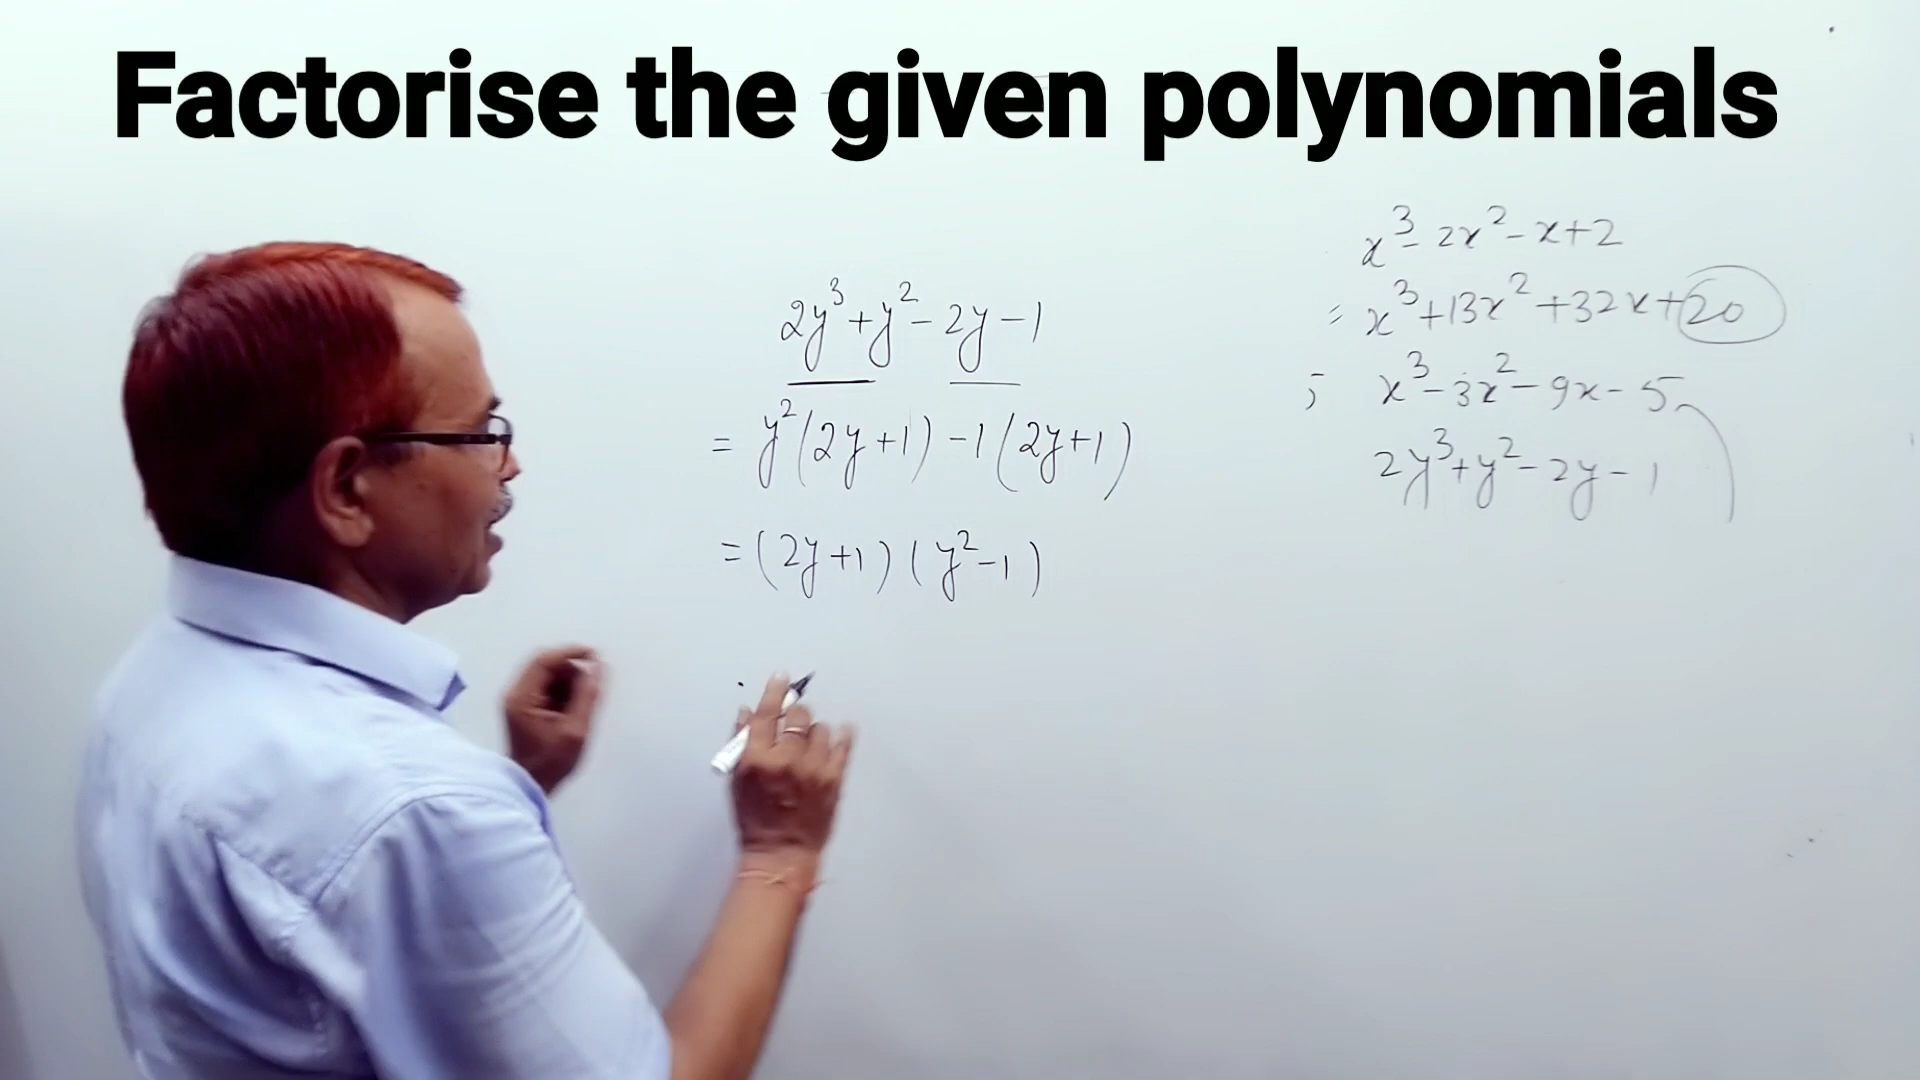 Factorise the given polynomials
2y³+y²-2y-1
= y²(2y+1)-1(2y+1)
=(2y+1)(y²-1)
x³-2x²-x+2
= x³+13x²+32x+20
; x³-3x²-9x-5
2y³+y²-2y-1